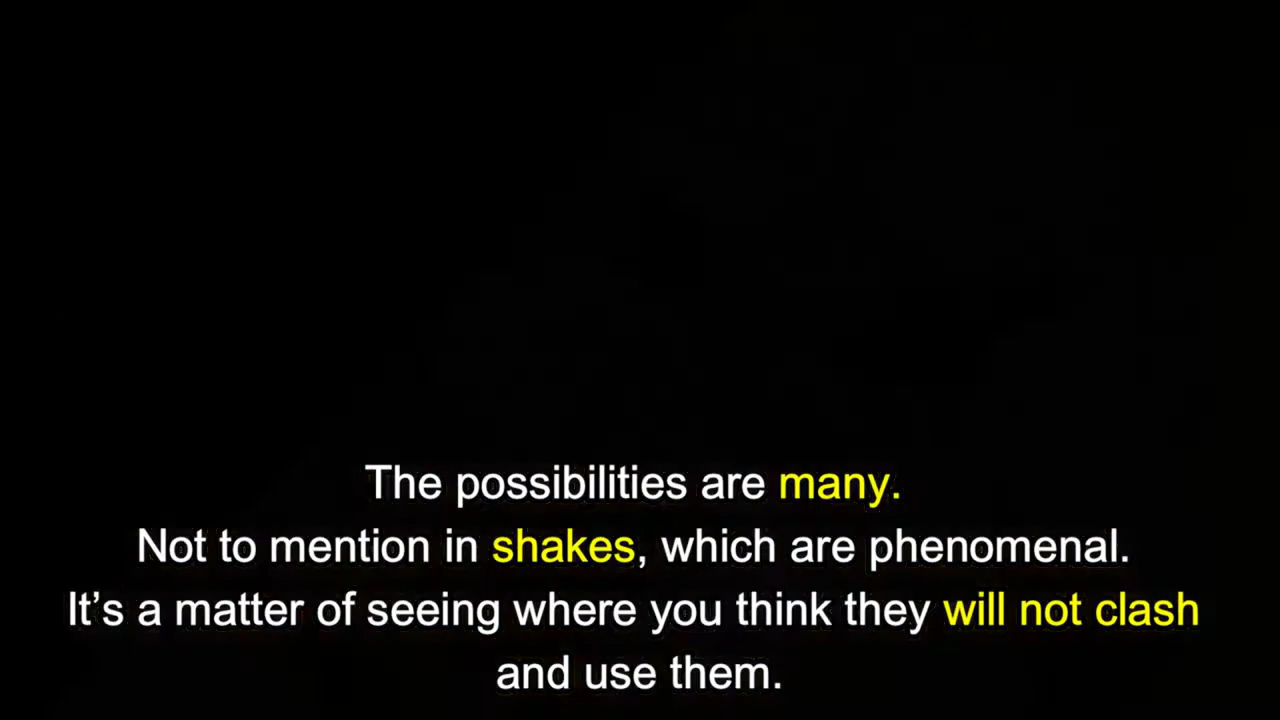 The possibilities are many.
Not to mention in shakes, which are phenomenal.
It’s a matter of seeing where you think they will not clash
and use them.